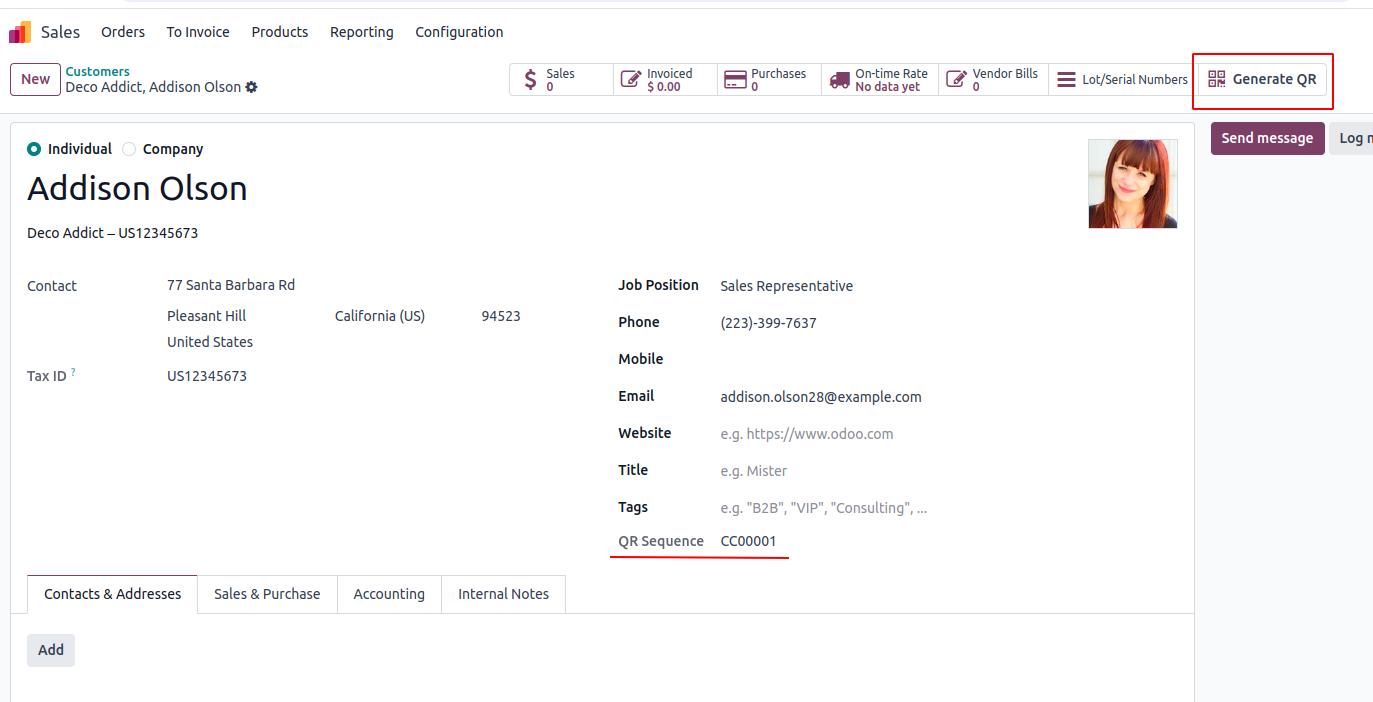 Sales Orders To Invoice Products Reporting Configuration
New
Customers
Deco Addict, Addison Olson
Sales
0
Invoiced
$ 0.00
Purchases
0
On-time Rate
No data yet
Vendor Bills
0
Lot/Serial Numbers
Generate QR
Send message
Log n
Individual Company
Addison Olson
Deco Addict – US12345673
Contact
77 Santa Barbara Rd
Pleasant Hill California (US) 94523
United States
Tax ID ?
US12345673
Job Position Sales Representative
Phone (223)-399-7637
Mobile
Email addison.olson28@example.com
Website e.g. https://www.odoo.com
Title e.g. Mister
Tags e.g. "B2B", "VIP", "Consulting", ...
QR Sequence CC00001
Contacts & Addresses Sales & Purchase Accounting Internal Notes
Add